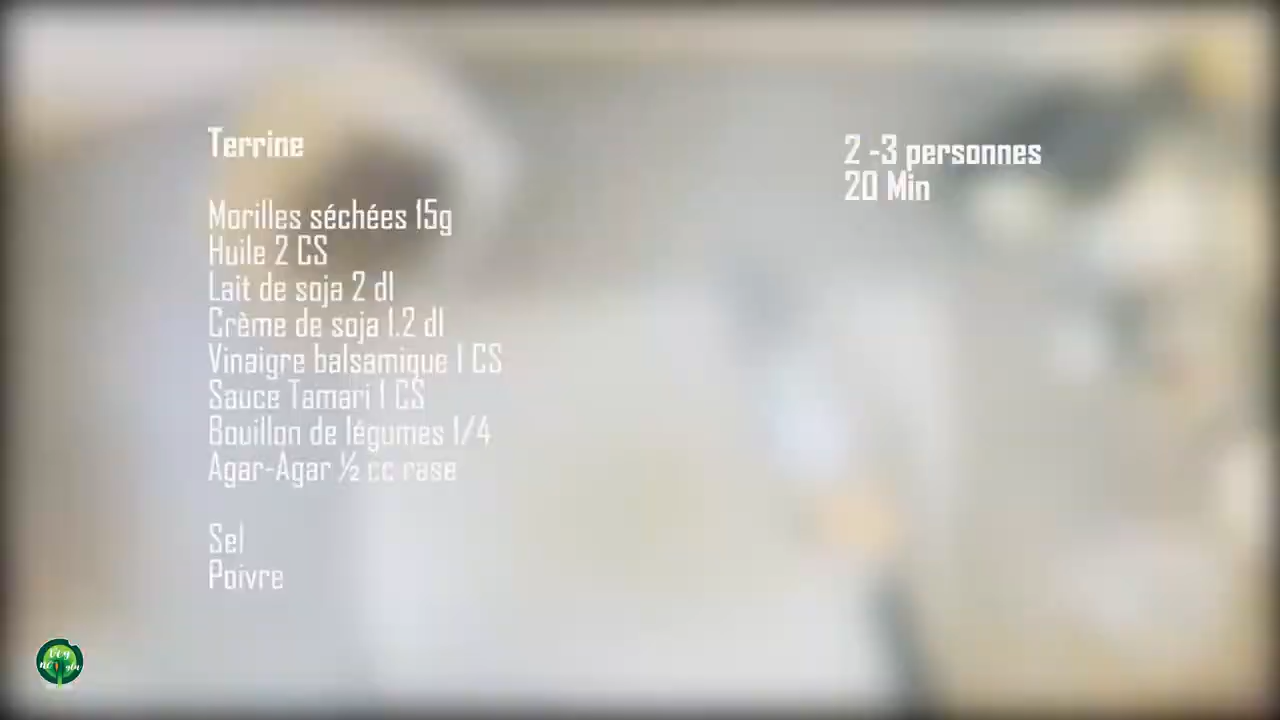 Terrine
2 -3 personnes
20 Min
Morilles séchées 15g
Huile 2 CS
Lait de soja 2 dl
Crème de soja 1.2 dl
Vinaigre balsamique 1 CS
Sauce Tamari 1 CS
Bouillon de légumes 1/4
Agar-Agar ½ cc rase
Sel
Poivre